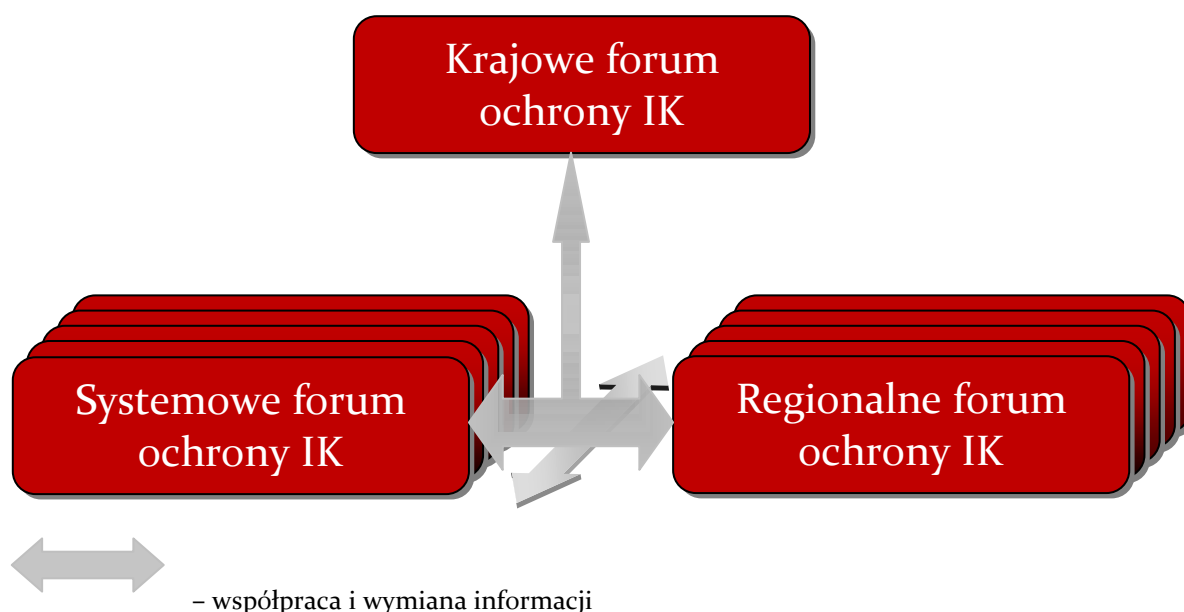 Krajowe forum
ochrony IK
Systemowe forum
ochrony IK
Regionalne forum
ochrony IK
– współpraca i wymiana informacji